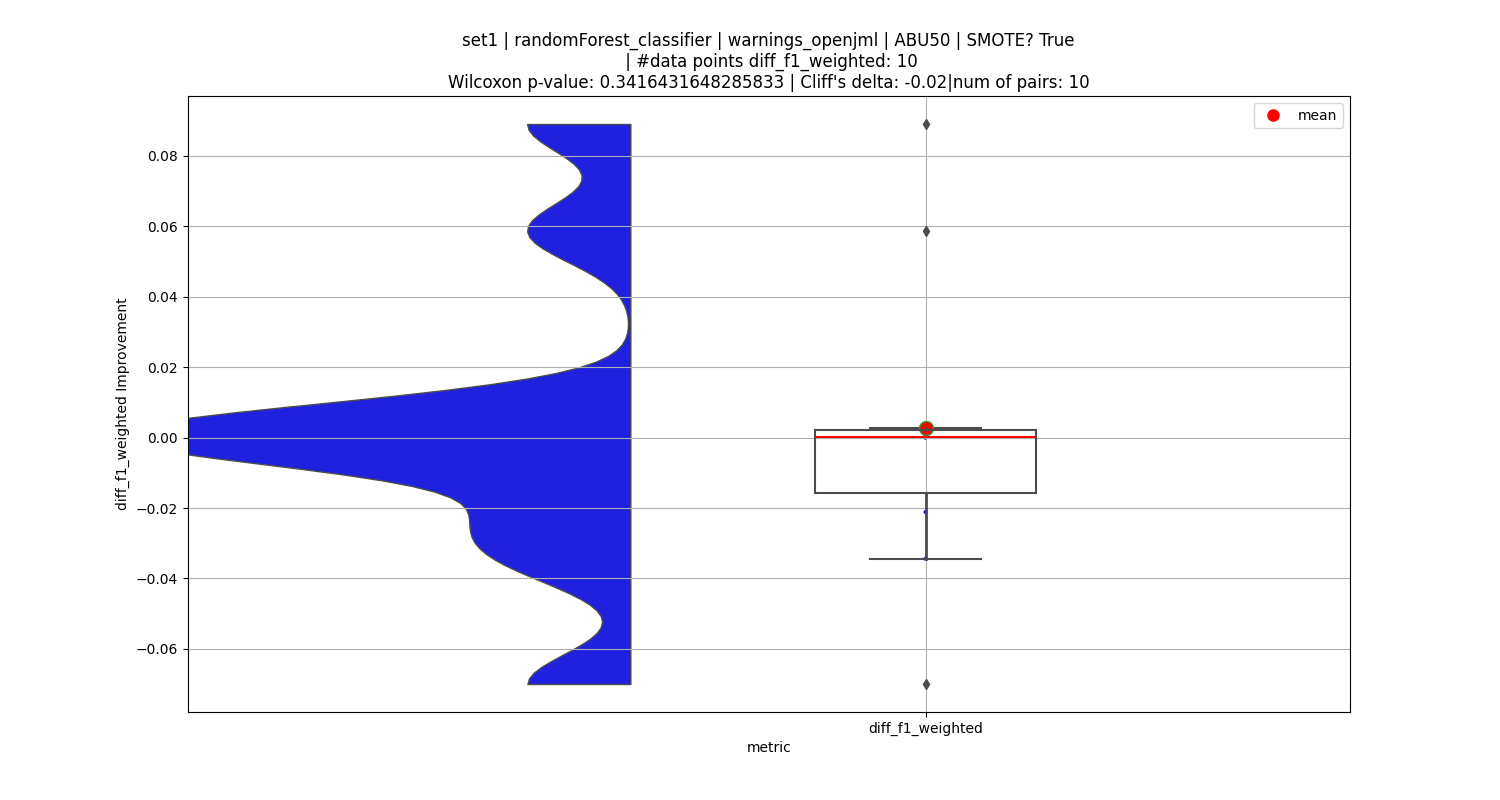 set1 | randomForest_classifier | warnings_openjml | ABU50 | SMOTE? True
| #data points diff_f1_weighted: 10
Wilcoxon p-value: 0.3416431648285833 | Cliff's delta: -0.02|num of pairs: 10
mean
0.08
0.06
0.04
0.02
0.00
−0.02
−0.04
−0.06
diff_f1_weighted Improvement
diff_f1_weighted
metric